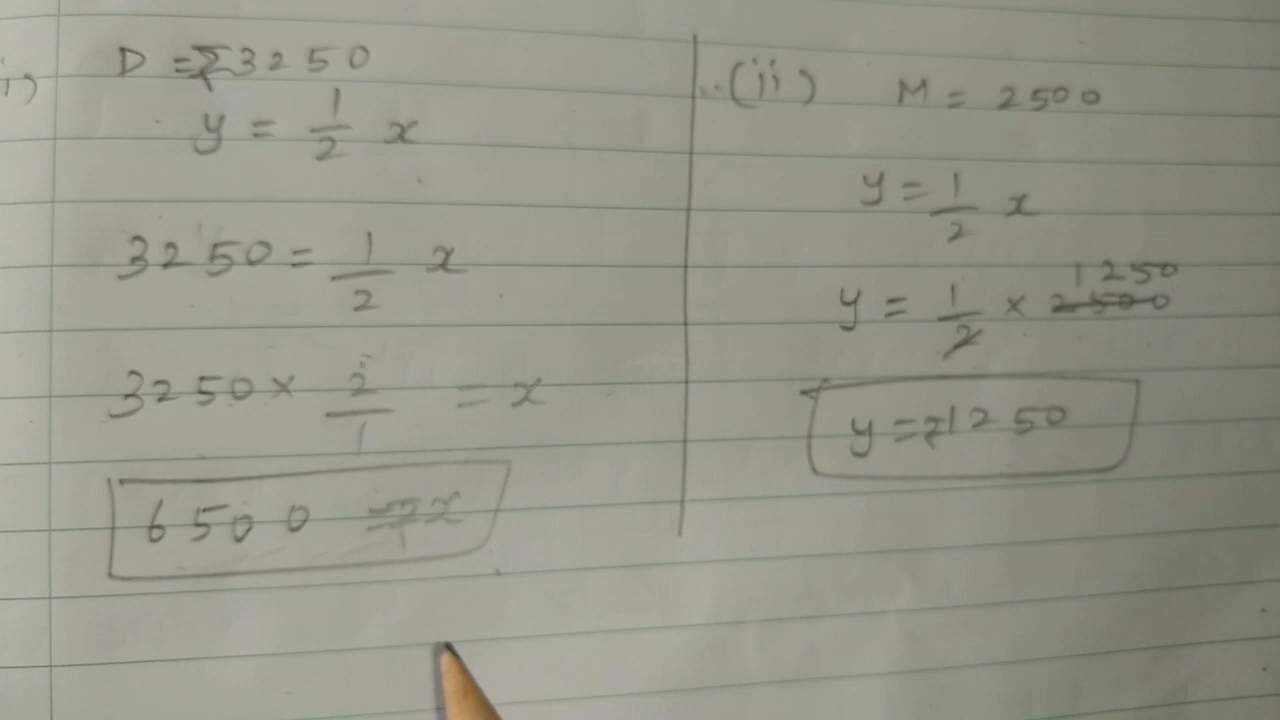 i)
D = ₹3250
y = 1/2 x
3250 = 1/2 x
3250 × 2/1 = x
6500 = x
(ii) M = 2500
y = 1/2 x
1250
y = 1/2 × 2500
y = ₹1250